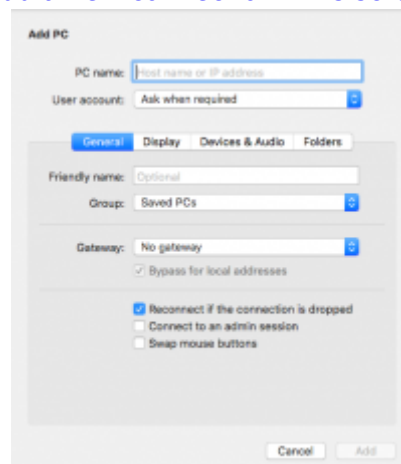 Add PC
PC name: Host name or IP address
User account: Ask when required
General Display Devices & Audio Folders
Friendly name: Optional
Group: Saved PCs
Gateway: No gateway
Bypass for local addresses
Reconnect if the connection is dropped
Connect to an admin session
Swap mouse buttons
Cancel Add